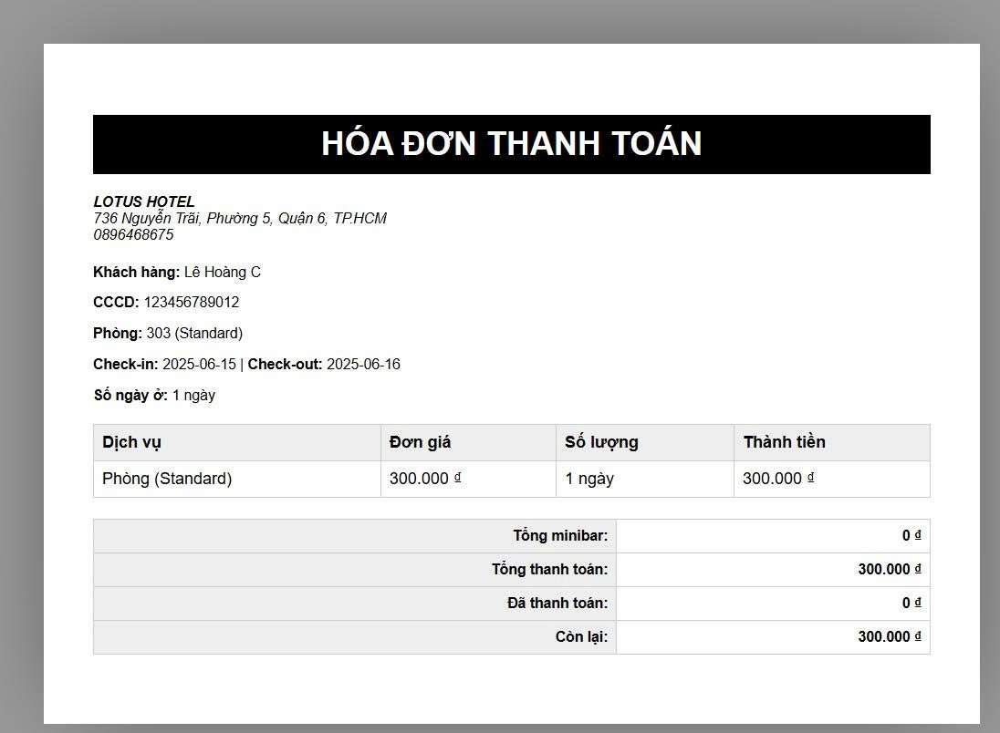 HÓA ĐƠN THANH TOÁN
LOTUS HOTEL
736 Nguyễn Trãi, Phường 5, Quận 6, TP.HCM
0896468675
Khách hàng: Lê Hoàng C
CCCD: 123456789012
Phòng: 303 (Standard)
Check-in: 2025-06-15 | Check-out: 2025-06-16
Số ngày ở: 1 ngày
Dịch vụ Đơn giá Số lượng Thành tiền
Phòng (Standard) 300.000 ₫ 1 ngày 300.000 ₫
Tổng minibar: 0 ₫
Tổng thanh toán: 300.000 ₫
Đã thanh toán: 0 ₫
Còn lại: 300.000 ₫